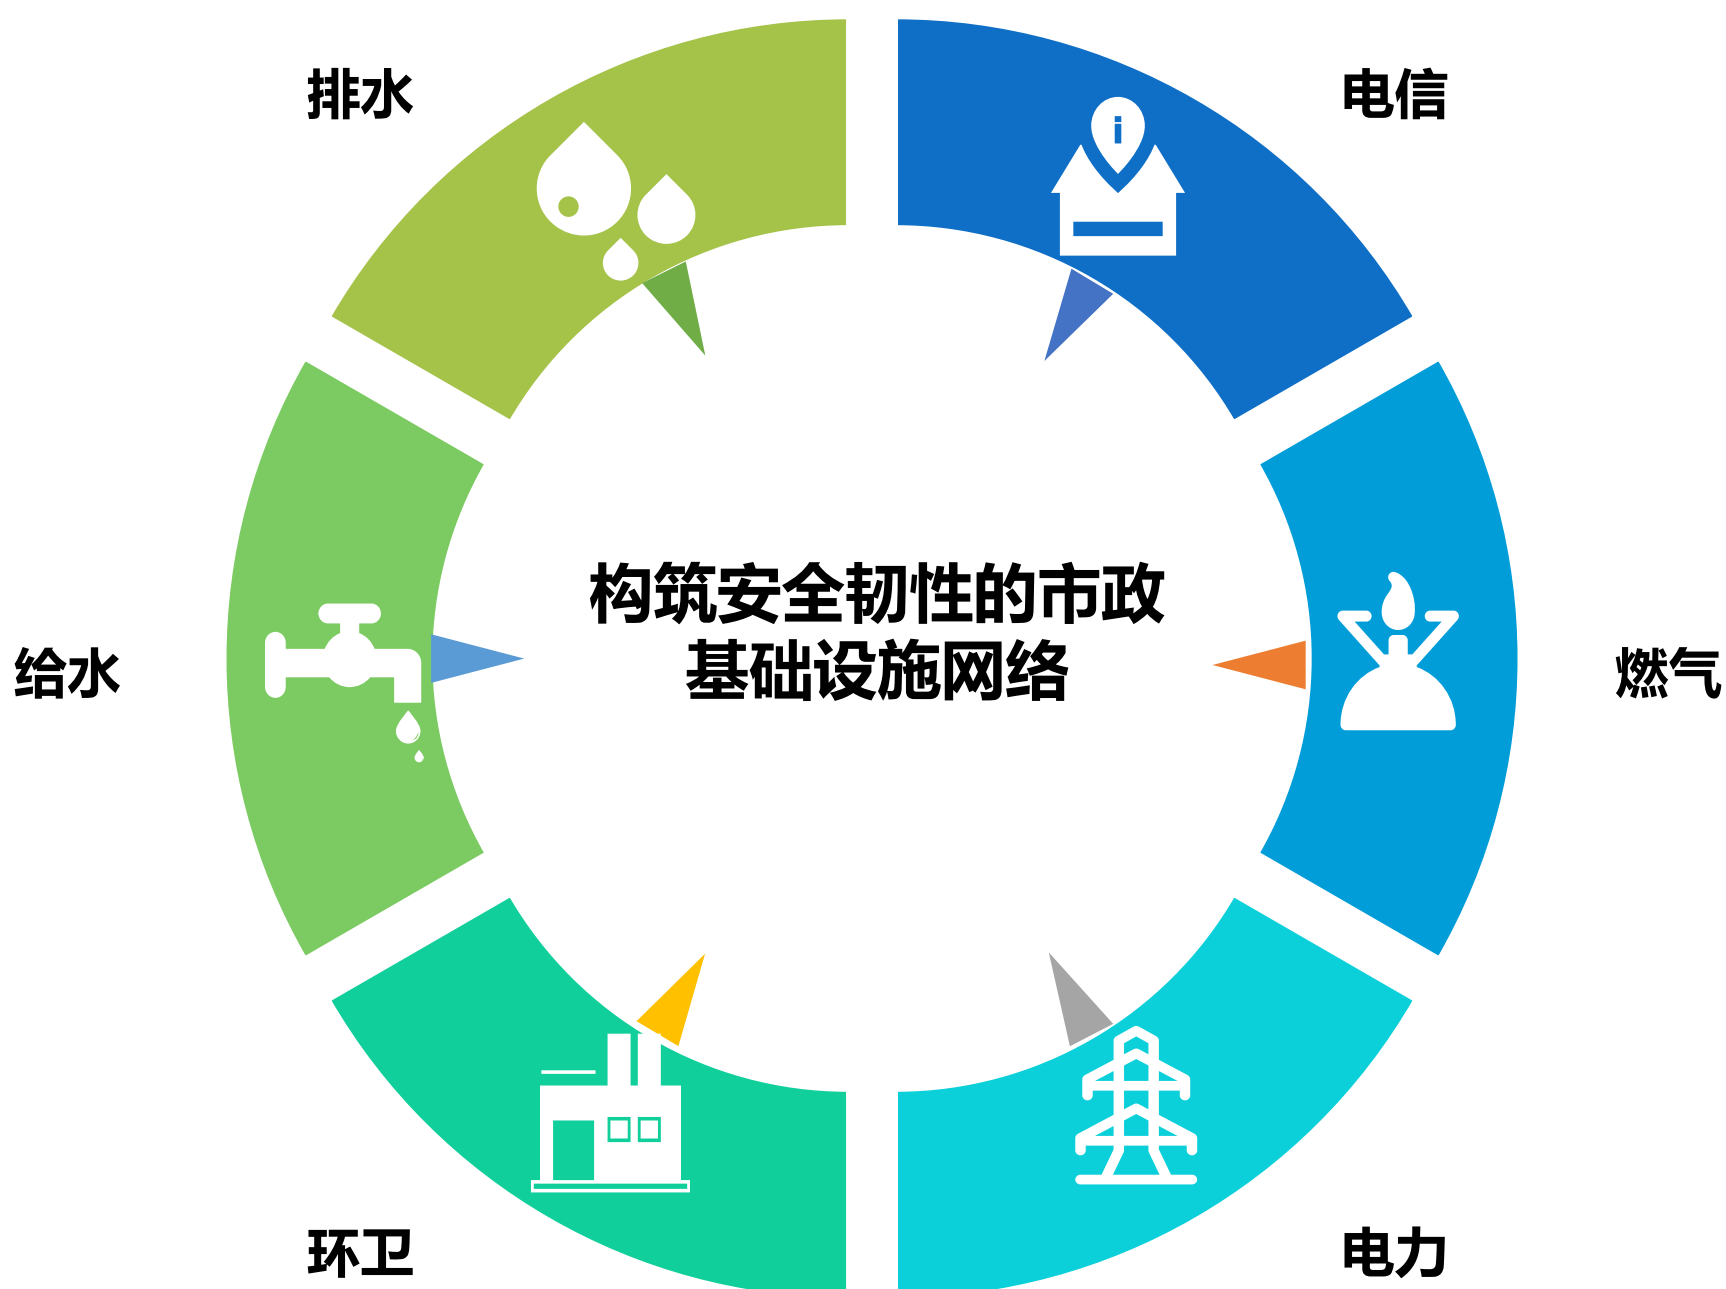 排水
电信
构筑安全韧性的市政
基础设施网络
给水
燃气
环卫
电力
i